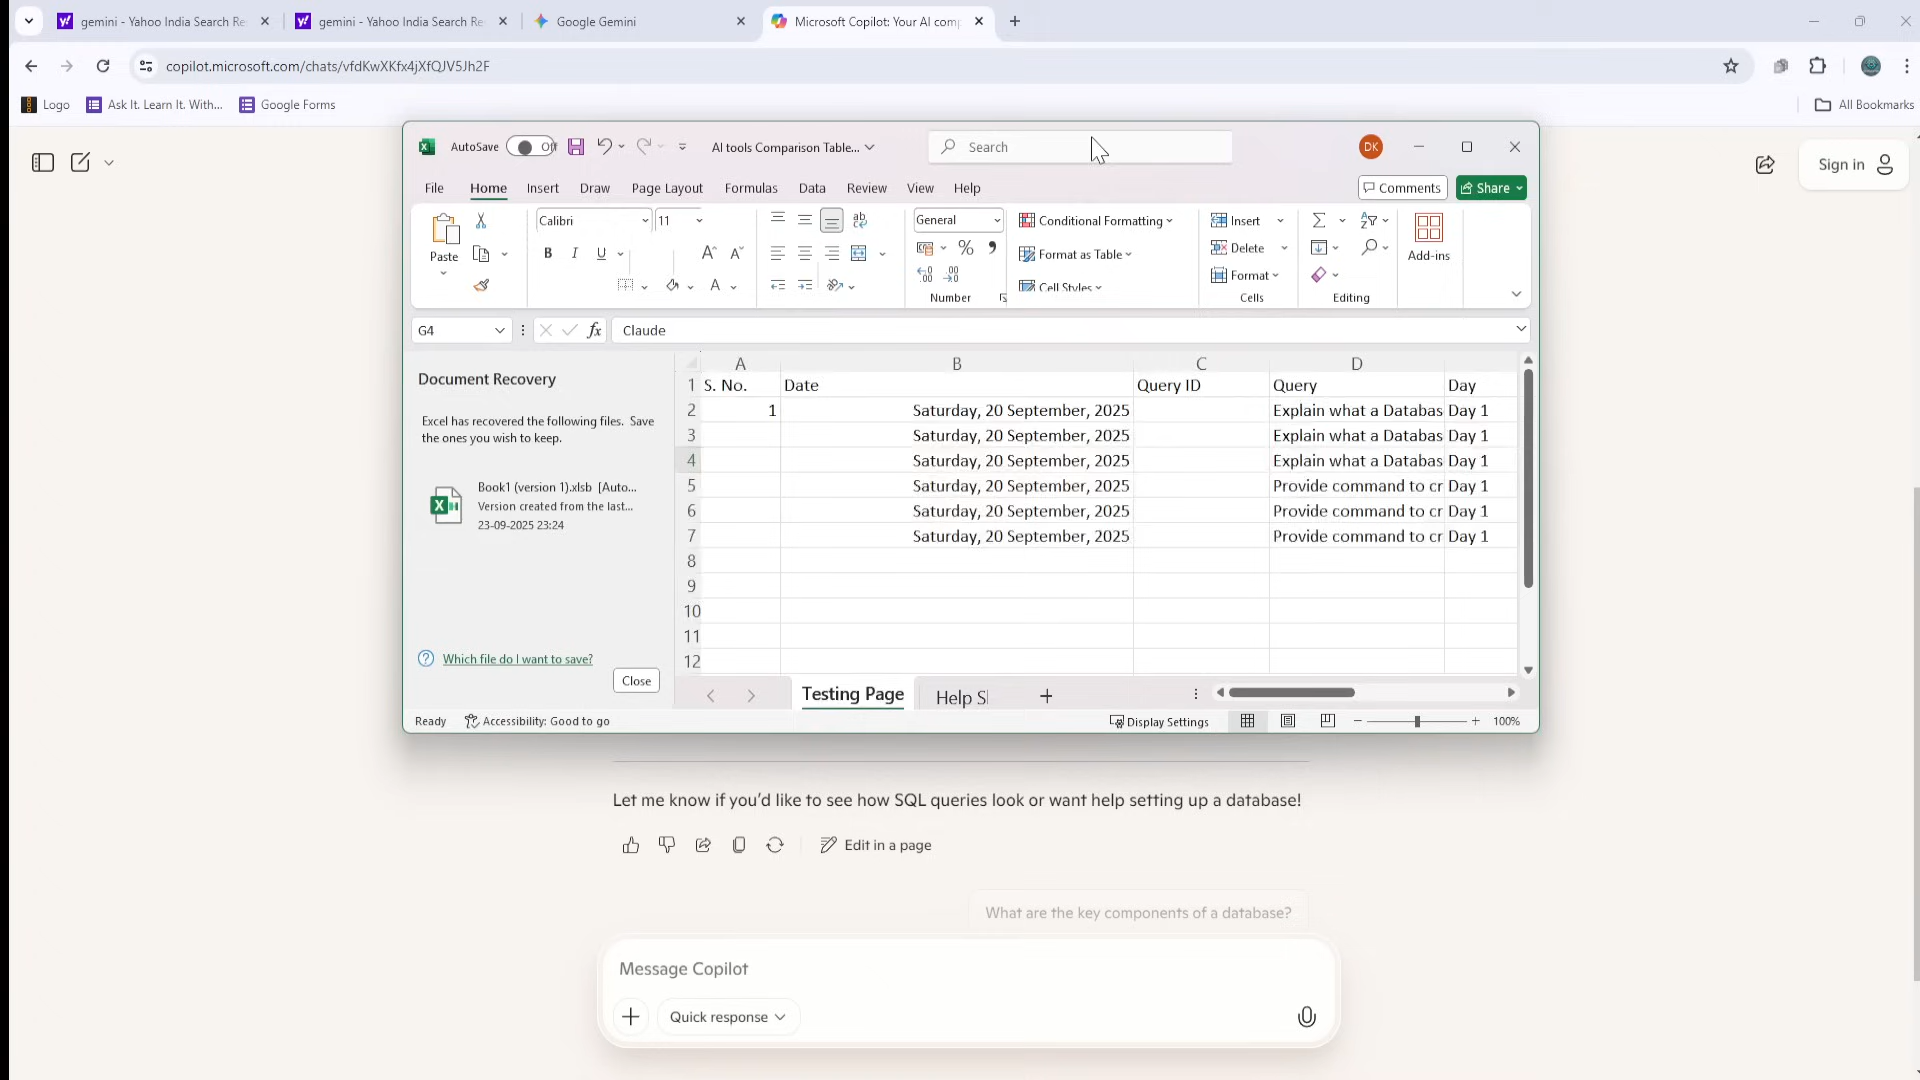 gemini - Yahoo India Search Re
gemini - Yahoo India Search Re
Google Gemini
Microsoft Copilot: Your AI comp
copilot.microsoft.com/chats/vfdKwXKfx4jXfQJV5Jh2F
Logo
Ask It. Learn It. With...
Google Forms
All Bookmarks
AutoSave
Off
AI tools Comparison Table...
Search
DK
Sign in
File
Home
Insert
Draw
Page Layout
Formulas
Data
Review
View
Help
Comments
Share
Paste
Calibri
11
B
I
U
General
Conditional Formatting
Format as Table
Cell Styles
Insert
Delete
Format
Add-ins
Number
Cells
Editing
G4
fx
Claude
Document Recovery
Excel has recovered the following files. Save
the ones you wish to keep.
Book1 (version 1).xlsb [Auto...
Version created from the last...
23-09-2025 23:24
Which file do I want to save?
Close
A B C D
1 S. No. Date Query ID Query Day
2 1 Saturday, 20 September, 2025 Explain what a Databas Day 1
3 Saturday, 20 September, 2025 Explain what a Databas Day 1
4 Saturday, 20 September, 2025 Explain what a Databas Day 1
5 Saturday, 20 September, 2025 Provide command to cr Day 1
6 Saturday, 20 September, 2025 Provide command to cr Day 1
7 Saturday, 20 September, 2025 Provide command to cr Day 1
8
9
10
11
12
Testing Page
Help S
Ready
Accessibility: Good to go
Display Settings
100%
Let me know if you’d like to see how SQL queries look or want help setting up a database!
Edit in a page
What are the key components of a database?
Message Copilot
Quick response